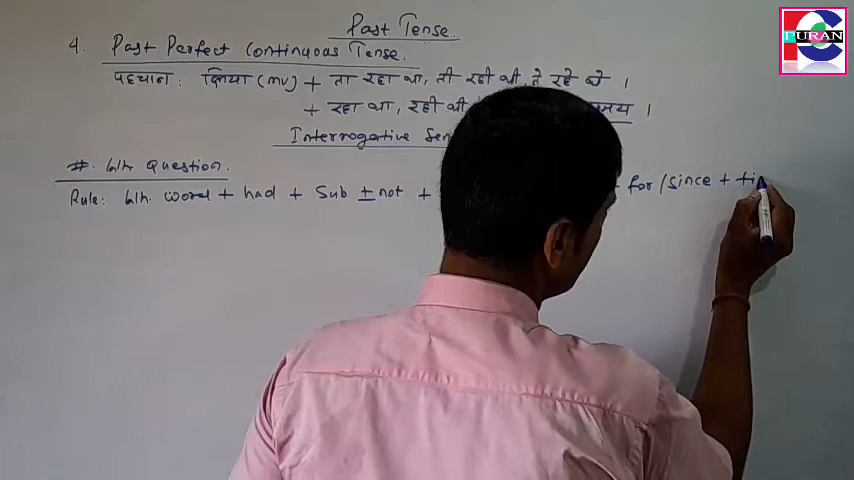 Past Tense
4. Past Perfect Continuous Tense.
पहचान : क्रिया (MV) + ता रहा था, ती रही थी, ते रहे थे ।
+ रहा था, रही थी समय ।
Interrogative Sen
#. Wh Question.
Rule: Wh. word + had + Sub ± not + for / since + ti
PURAN